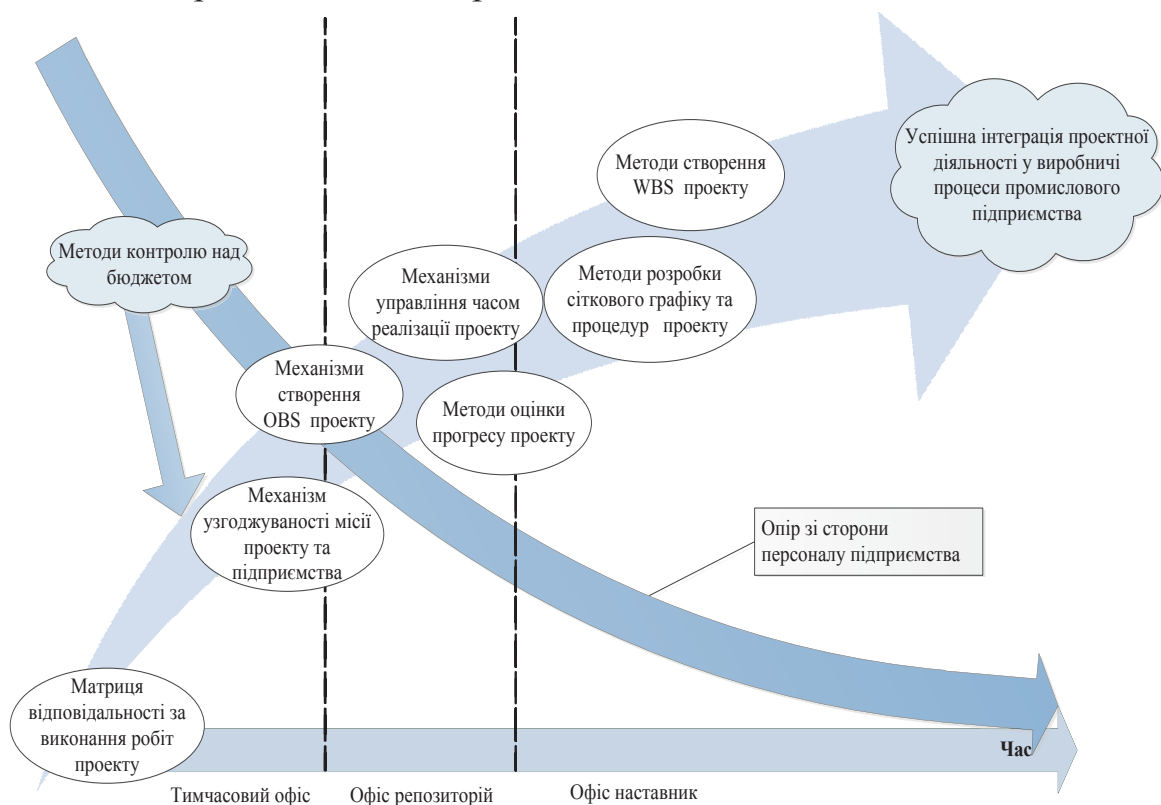 Методи створення
WBS проекту
Успішна інтеграція проектної
діяльності у виробничі
процеси промислового
підприємства
Методи контролю над
бюджетом
Механізми
управління часом
реалізації проекту
Методи розробки
сіткового графіку та
процедур проекту
Механізми
створення
OBS проекту
Методи оцінки
прогресу проекту
Механізм
узгоджуваності місії
проекту та
підприємства
Опір зі сторони
персоналу підприємства
Матриця
відповідальності за
виконання робіт
проекту
Час
Тимчасовий офіс
Офіс репозиторій
Офіс наставник